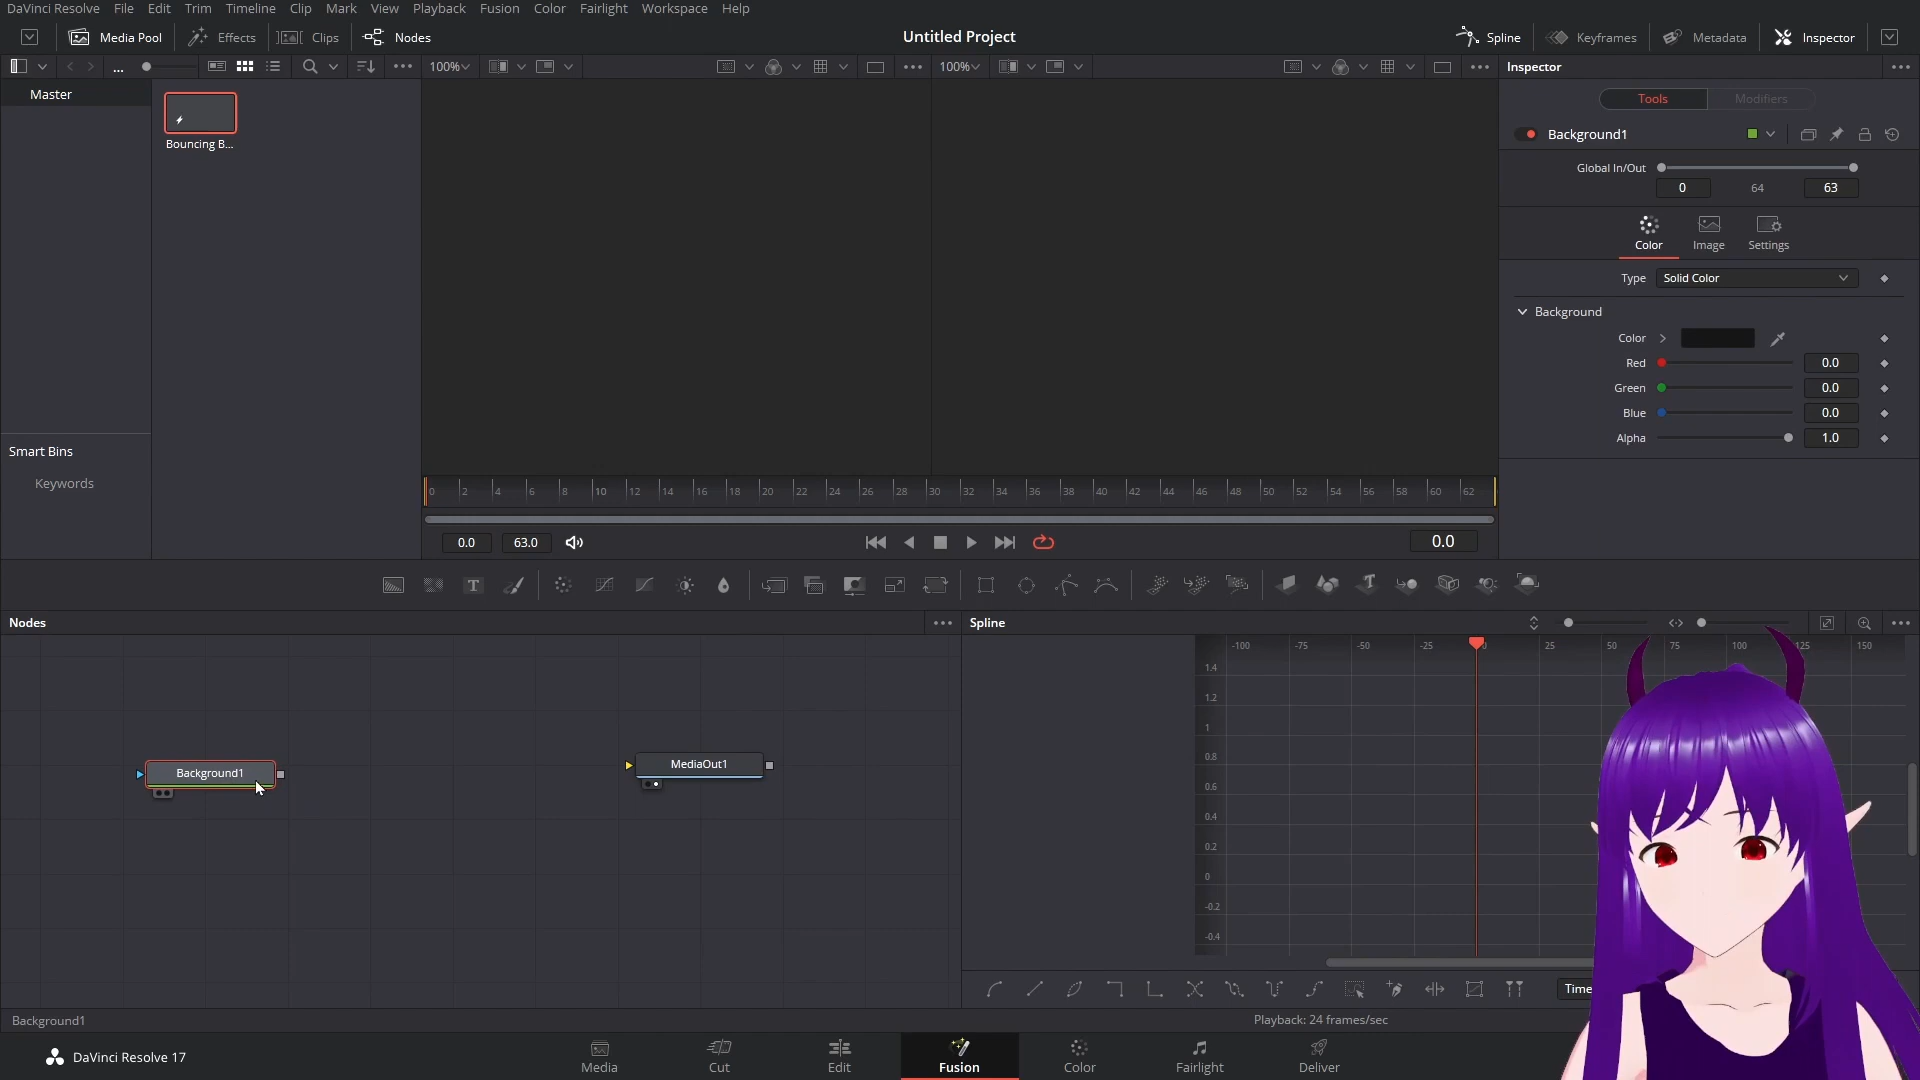 DaVinci Resolve File Edit Trim Timeline Clip Mark View Playback Fusion Color Fairlight Workspace Help
Media Pool Effects Clips Nodes Untitled Project Spline Keyframes Metadata Inspector
... 100% 100% Inspector
Master
Bouncing B...
Tools Modifiers
Background1
Global In/Out
0 64 63
Color Image Settings
Type Solid Color
Background
Color
Red 0.0
Green 0.0
Blue 0.0
Alpha 1.0
Smart Bins
Keywords
0 2 4 6 8 10 12 14 16 18 20 22 24 26 28 30 32 34 36 38 40 42 44 46 48 50 52 54 56 58 60 62
0.0 63.0 0.0
Nodes
Spline
-100 -75 -50 -25 0 25 50 75 100 125 150
1.4
1.2
1
0.8
0.6
0.4
0.2
0
-0.2
-0.4
Background1
MediaOut1
Time
Background1
Playback: 24 frames/sec
DaVinci Resolve 17
Media Cut Edit Fusion Color Fairlight Deliver